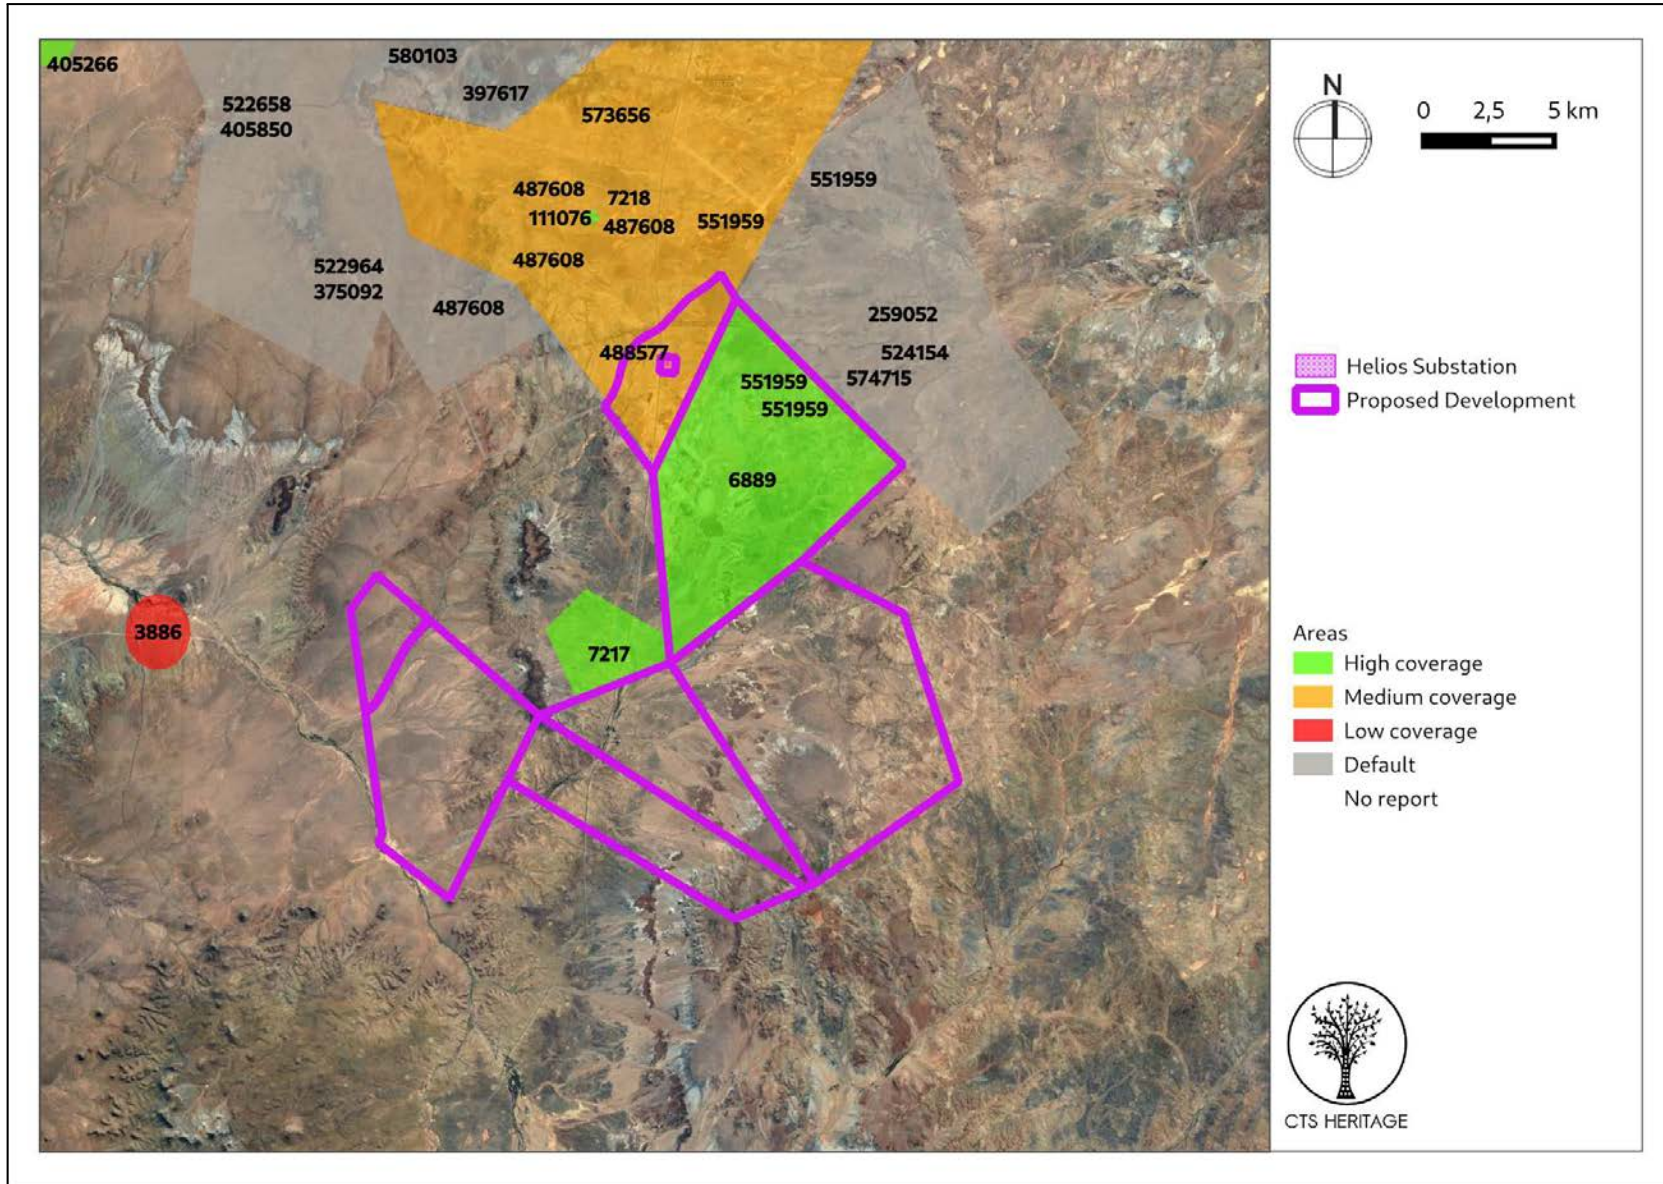 405266
580103
397617
522658
405850
573656
551959
487608
7218
111076
487608
551959
487608
522964
375092
487608
259052
488577
524154
574715
551959
551959
6889
3886
7217
N
0 2,5 5 km
Helios Substation
Proposed Development
Areas
High coverage
Medium coverage
Low coverage
Default
No report
CTS HERITAGE